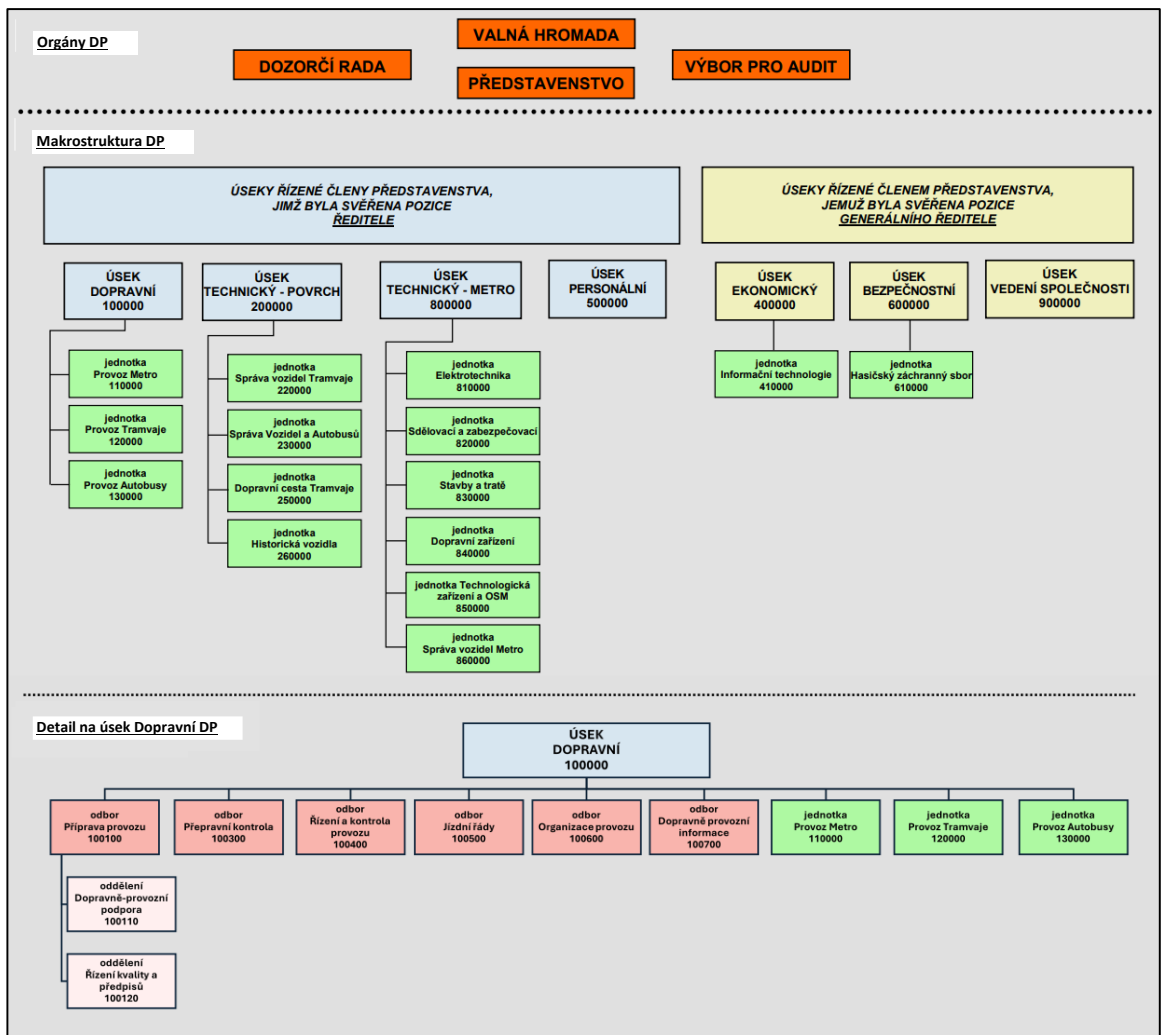 Orgány DP
VALNÁ HROMADA
DOZORČÍ RADA
VÝBOR PRO AUDIT
PŘEDSTAVENSTVO
Makrostruktura DP
ÚSEKY ŘÍZENÉ ČLENY PŘEDSTAVENSTVA,
JIMŽ BYLA SVĚŘENA POZICE
ŘEDITELE
ÚSEKY ŘÍZENÉ ČLENEM PŘEDSTAVENSTVA,
JEMUŽ BYLA SVĚŘENA POZICE
GENERÁLNÍHO ŘEDITELE
ÚSEK
DOPRAVNÍ
100000
ÚSEK
TECHNICKÝ - POVRCH
200000
ÚSEK
TECHNICKÝ - METRO
800000
ÚSEK
PERSONÁLNÍ
500000
ÚSEK
EKONOMICKÝ
400000
ÚSEK
BEZPEČNOSTNÍ
600000
ÚSEK
VEDENÍ SPOLEČNOSTI
900000
jednotka
Provoz Metro
110000
jednotka
Provoz Tramvaje
120000
jednotka
Provoz Autobusy
130000
jednotka
Správa vozidel Tramvaje
220000
jednotka
Správa Vozidel a Autobusů
230000
jednotka
Dopravní cesta Tramvaje
250000
jednotka
Historická vozidla
260000
jednotka
Elektrotechnika
810000
jednotka
Sdělovací a zabezpečovací
820000
jednotka
Stavby a tratě
830000
jednotka
Dopravní zařízení
840000
jednotka Technologická
zařízení a OSM
850000
jednotka
Správa vozidel Metro
860000
jednotka
Informační technologie
410000
jednotka
Hasičský záchranný sbor
610000
Detail na úsek Dopravní DP
ÚSEK
DOPRAVNÍ
100000
odbor
Příprava provozu
100100
odbor
Přepravní kontrola
100300
odbor
Řízení a kontrola
provozu
100400
odbor
Jízdní řády
100500
odbor
Organizace provozu
100600
odbor
Dopravně provozní
informace
100700
jednotka
Provoz Metro
110000
jednotka
Provoz Tramvaje
120000
jednotka
Provoz Autobusy
130000
oddělení
Dopravně-provozní
podpora
100110
oddělení
Řízení kvality a
předpisů
100120